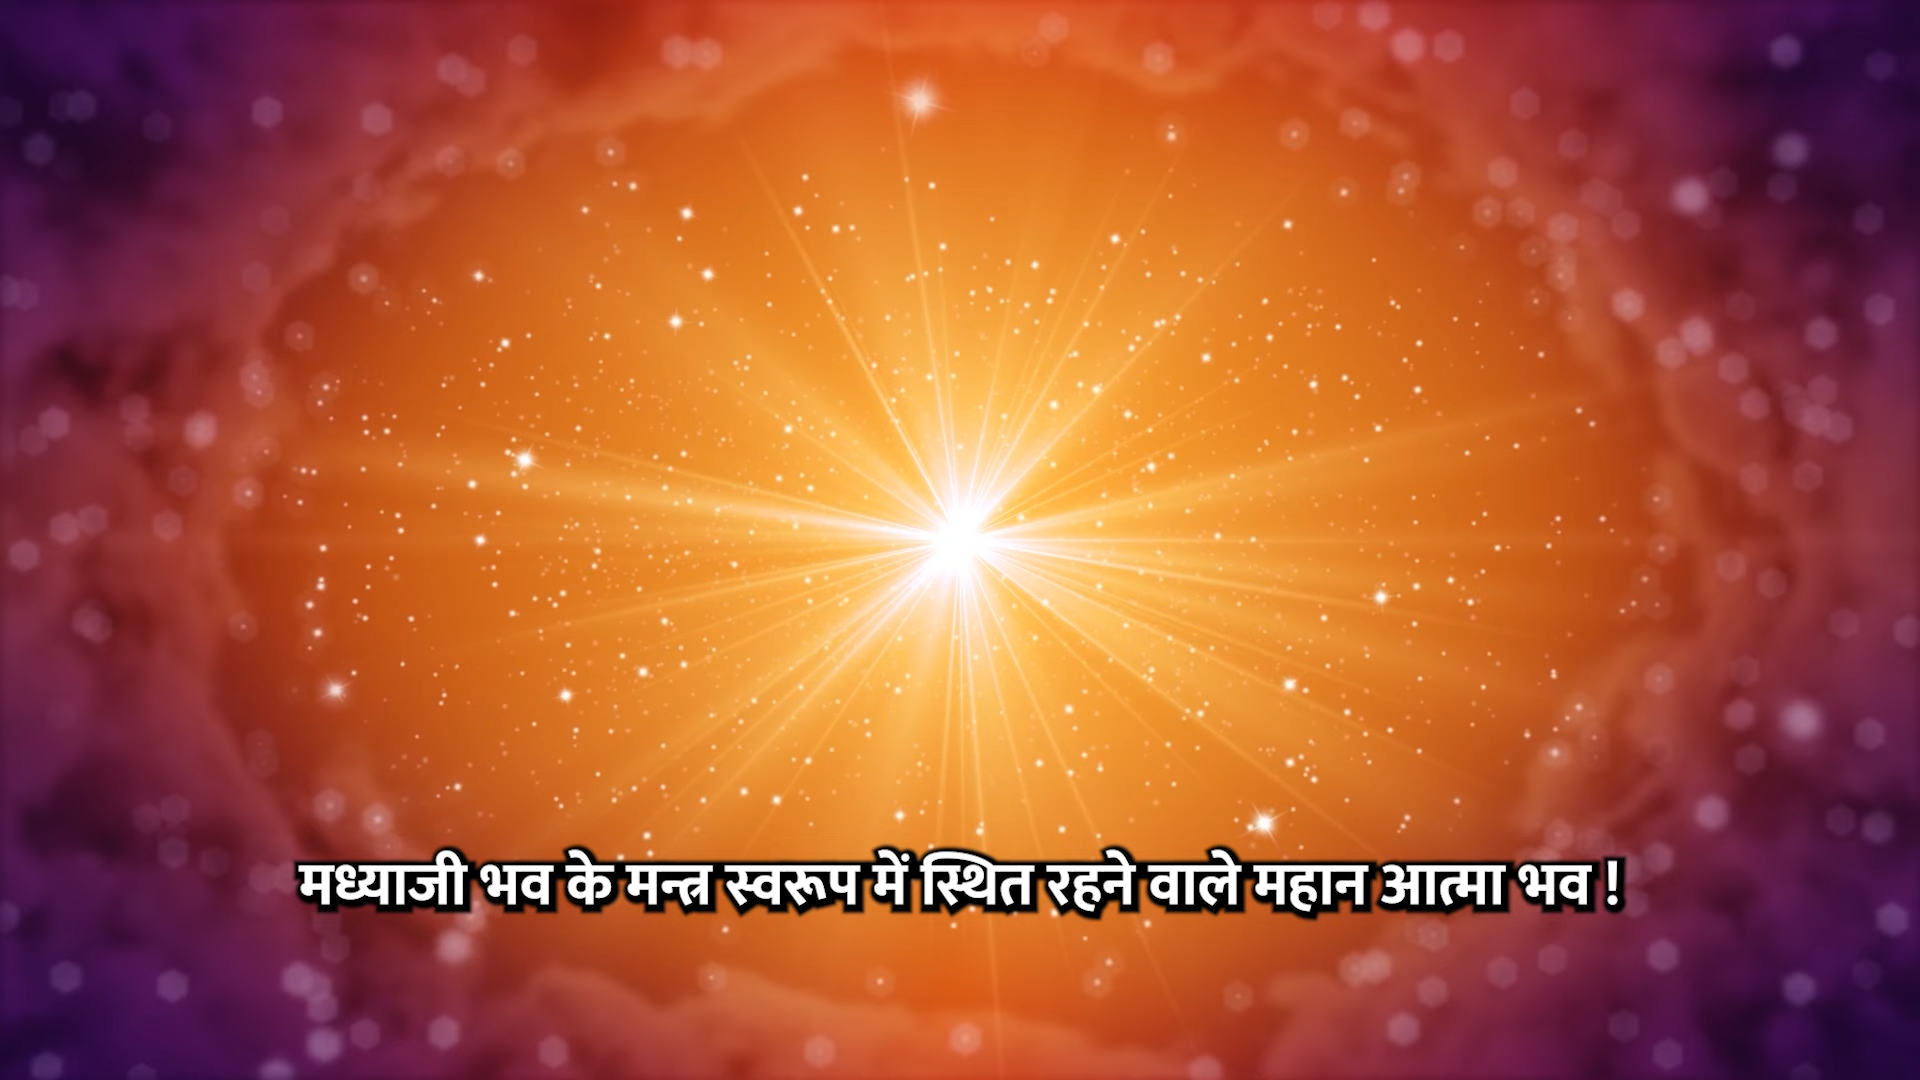 मध्याजी भव के मन्त्र स्वरूप में स्थित रहने वाले महान आत्मा भव !